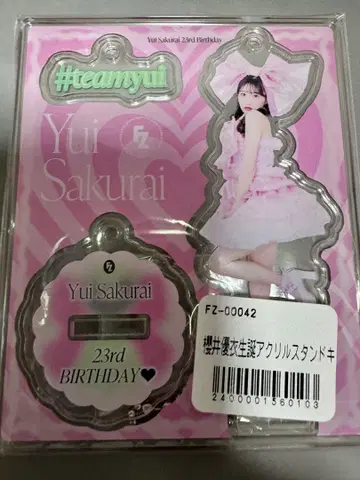 Yui Sakurai 23rd Birthday
#teamyui
Yui
Sakurai
FZ
FZ
Yui Sakurai
23rd
BIRTHDAY♥
FZ-00042
櫻井優衣生誕アクリルスタンドキ
2400001560103